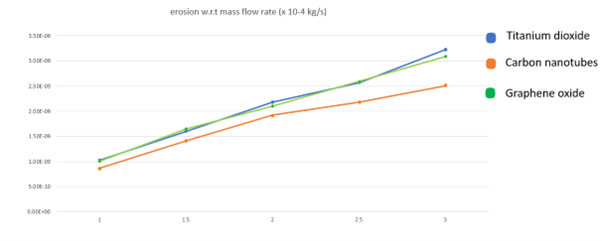 erosion w.r.t mass flow rate (x 10-4 kg/s)
3.50E-09
3.00E-09
2.50E-09
2.00E-09
1.50E-09
1.00E-09
5.00E-10
0.00E+00
1 1.5 2 2.5 3
Titanium dioxide
Carbon nanotubes
Graphene oxide